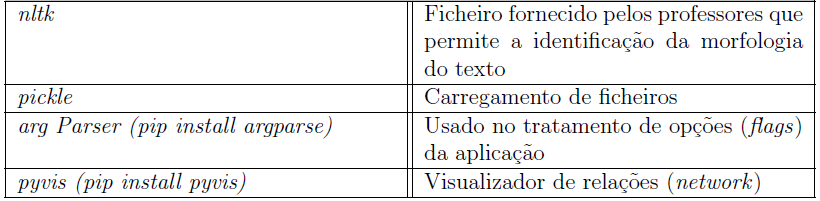 nltk
Ficheiro fornecido pelos professores que
permite a identificação da morfologia
do texto
pickle
Carregamento de ficheiros
arg Parser (pip install argparse)
Usado no tratamento de opções (flags)
da aplicação
pyvis (pip install pyvis)
Visualizador de relações (network)